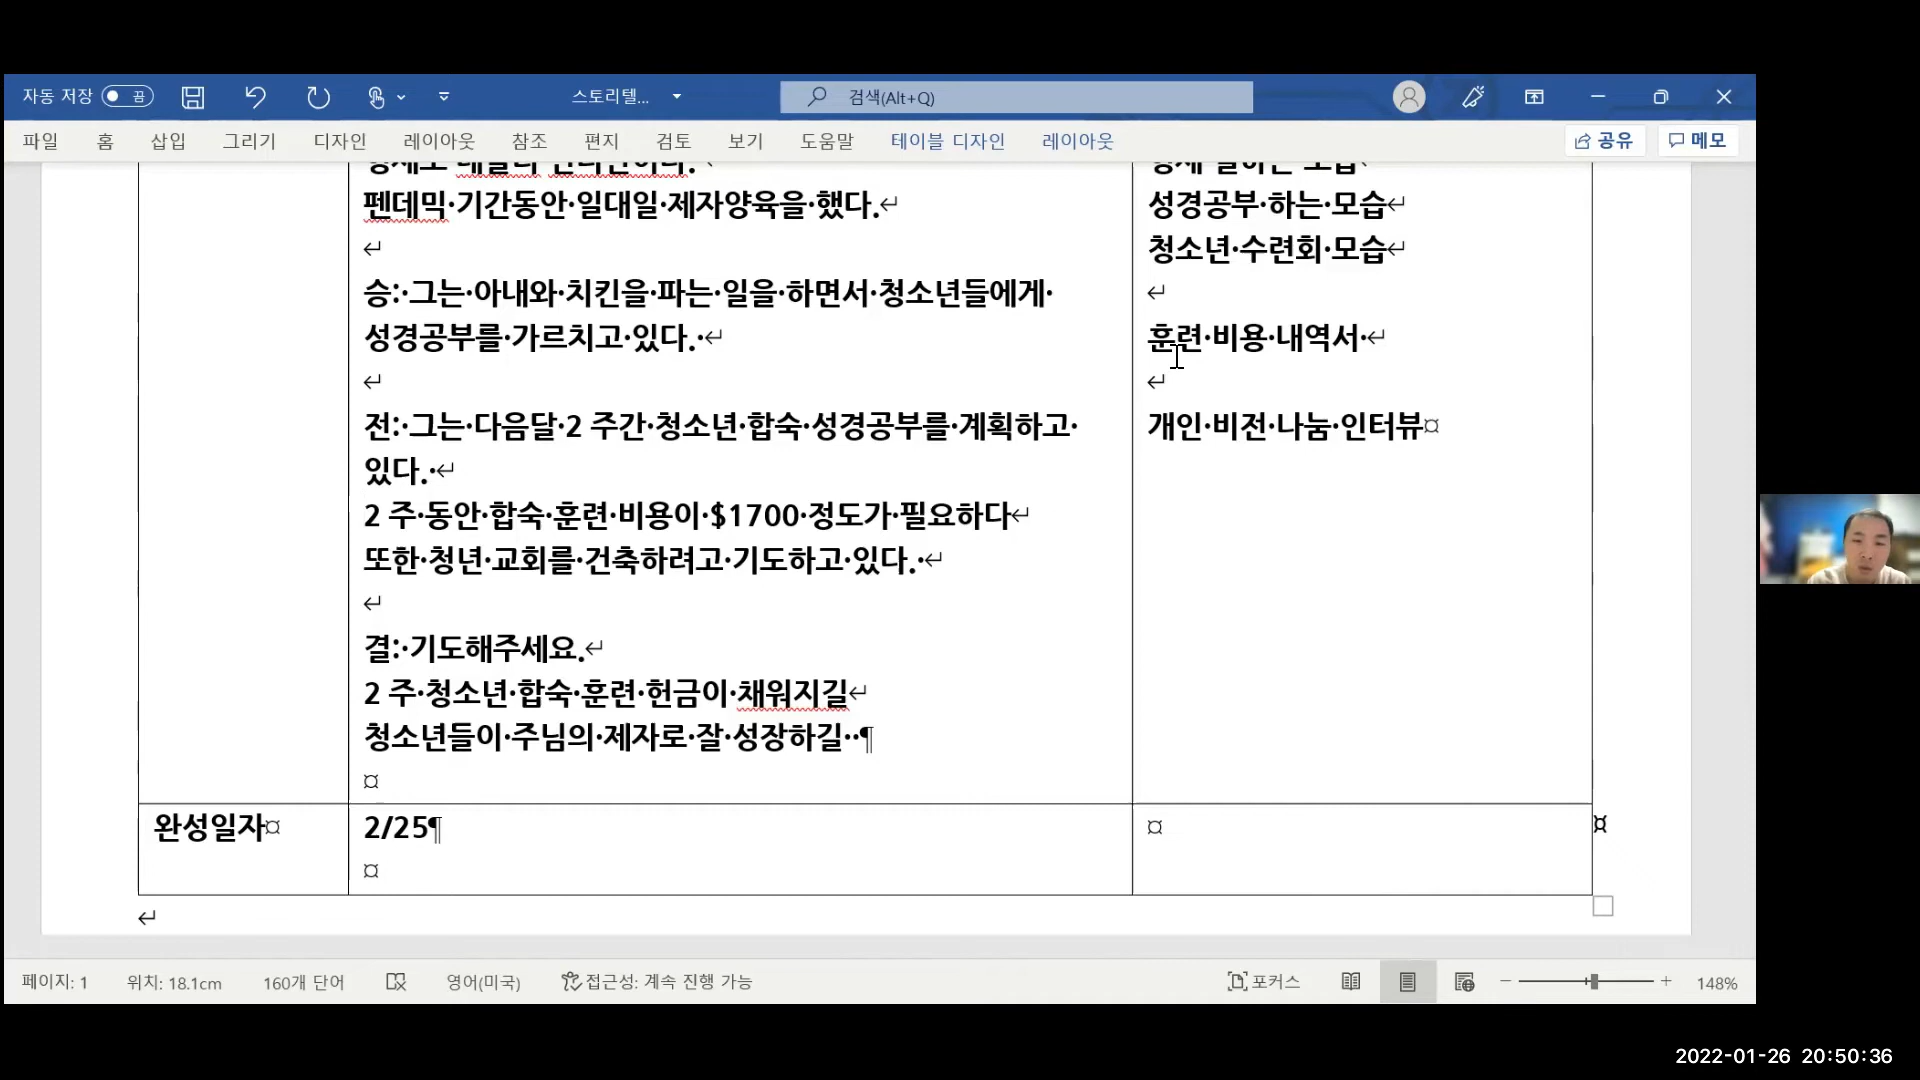 자동 저장 끔 스토리텔... 검색(Alt+Q)
파일 홈 삽입 그리기 디자인 레이아웃 참조 편지 검토 보기 도움말 테이블 디자인 레이아웃 공유 메모
펜데믹 기간동안 일대일 제자양육을 했다.
승: 그는 아내와 치킨을 파는 일을 하면서 청소년들에게
성경공부를 가르치고 있다.
전: 그는 다음달 2 주간 청소년 합숙 성경공부를 계획하고
있다.
2 주 동안 합숙 훈련 비용이 $1700 정도가 필요하다
또한 청년 교회를 건축하려고 기도하고 있다.
결: 기도해주세요.
2 주 청소년 합숙 훈련 헌금이 채워지길
청소년들이 주님의 제자로 잘 성장하길
성경공부 하는 모습
청소년 수련회 모습
훈련 비용 내역서
개인 비전 나눔 인터뷰
완성일자 2/25
페이지: 1 위치: 18.1cm 160개 단어 영어(미국) 접근성: 계속 진행 가능 포커스 148%
2022-01-26 20:50:36